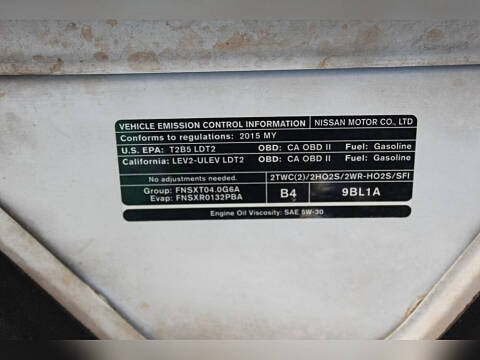 VEHICLE EMISSION CONTROL INFORMATION NISSAN MOTOR CO., LTD
Conforms to regulations: 2015 MY
U.S. EPA: T2B5 LDT2 OBD: CA OBD II Fuel: Gasoline
California: LEV2-ULEV LDT2 OBD: CA OBD II Fuel: Gasoline
No adjustments needed. 2TWC(2)/2HO2S/2WR-HO2S/SFI
Group: FNSXT04.0G6A
Evap: FNSXR0132PBA
B4 9BL1A
Engine Oil Viscosity: SAE 5W-30